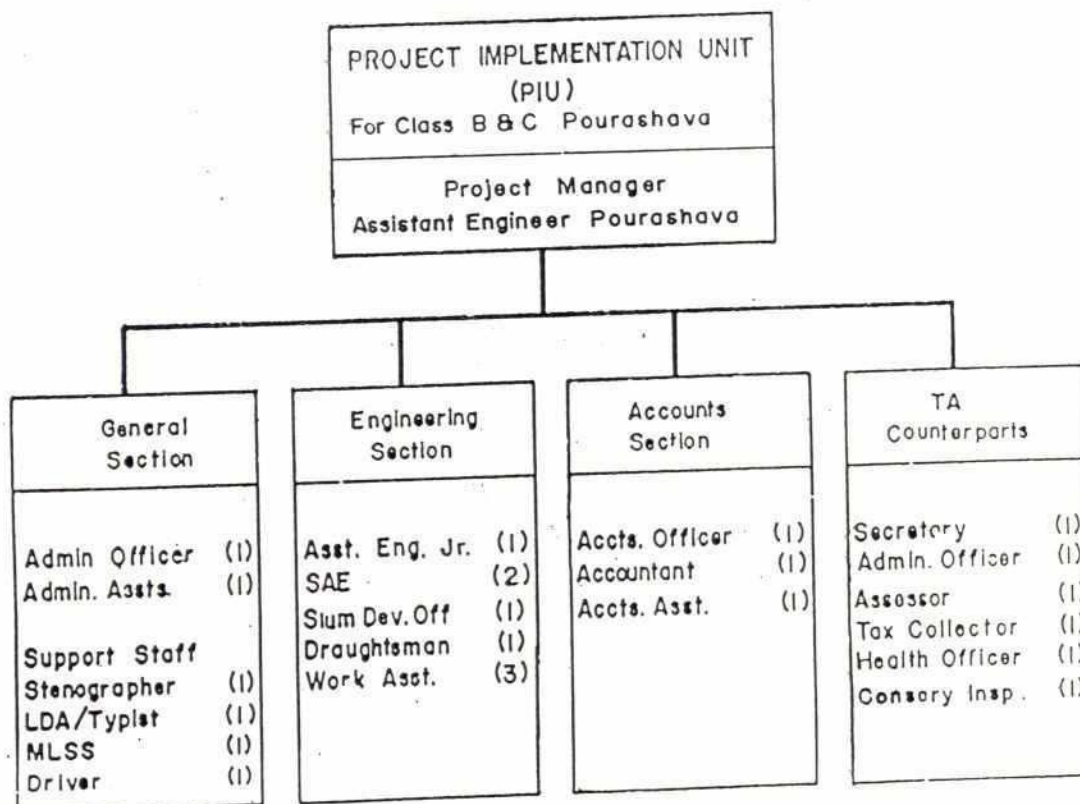 PROJECT IMPLEMENTATION UNIT
(PIU)
For Class B & C Pourashava
Project Manager
Assistant Engineer Pourashava
General
Section
Admin Officer (1)
Admin. Assts. (1)
Support Staff
Stenographer (1)
LDA/Typist (1)
MLSS (1)
Driver (1)
Engineering
Section
Asst. Eng. Jr. (1)
SAE (2)
Slum Dev. Off (1)
Draughtsman (1)
Work Asst. (3)
Accounts
Section
Accts. Officer (1)
Accountant (1)
Accts. Asst. (1)
TA
Counterparts
Secretory (1)
Admin. Officer (1)
Assessor (1)
Tax Collector (1)
Health Officer (1)
Consory Insp. (1)